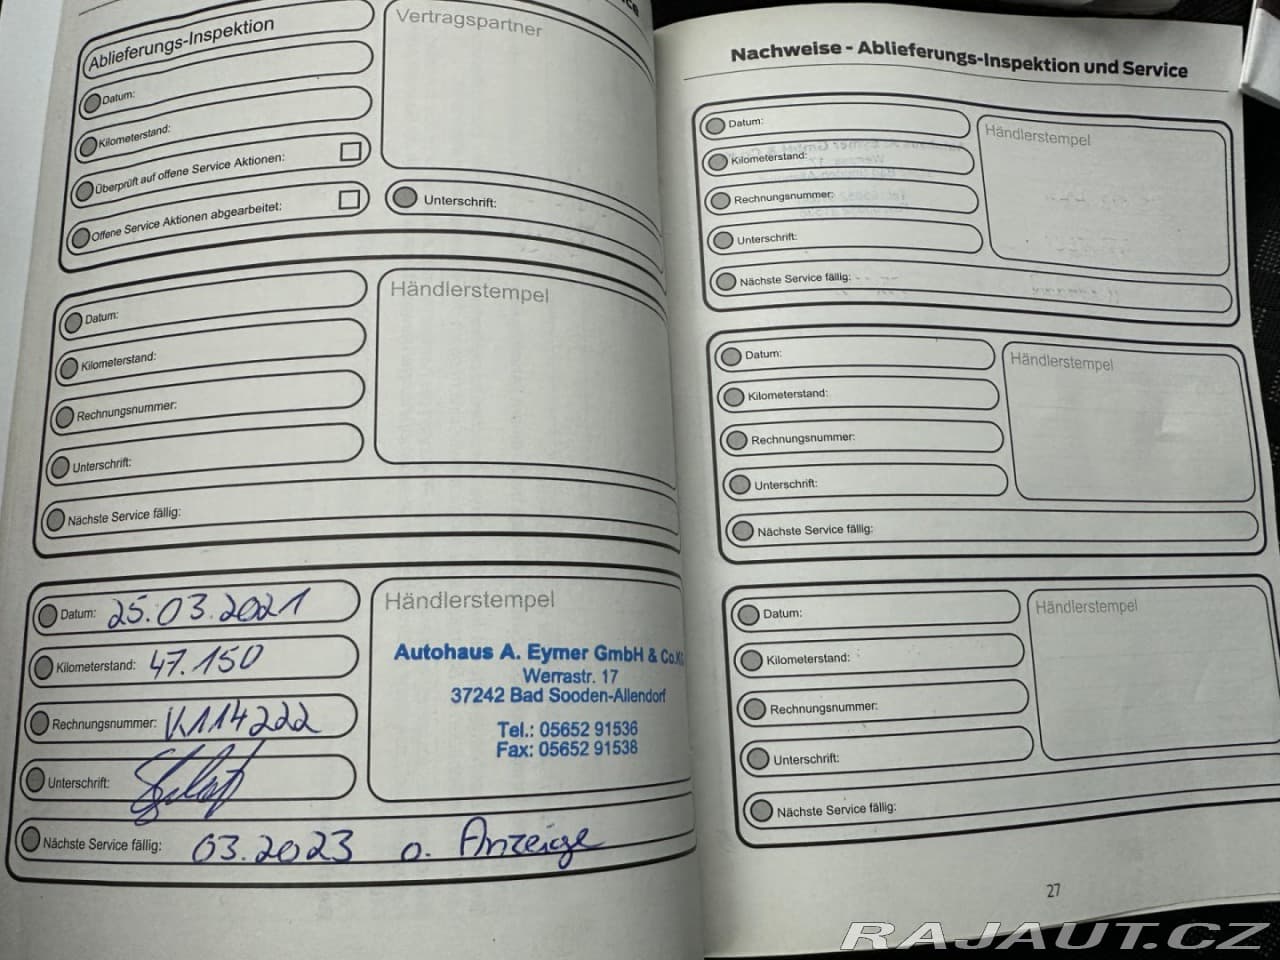 Ablieferungs-Inspektion
Datum:
Kilometerstand:
Überprüft auf offene Service Aktionen:
Offene Service Aktionen abgearbeitet:
Vertragspartner
Unterschrift:
Datum:
Kilometerstand:
Rechnungsnummer:
Unterschrift:
Nächste Service fällig:
Händlerstempel
Datum: 25.03.2021
Kilometerstand: 47.150
Rechnungsnummer: K114222
Unterschrift:
Nächste Service fällig: 03.2023 o. Anzeige
Händlerstempel
Autohaus A. Eymer GmbH & Co.KG
Werrastr. 17
37242 Bad Sooden-Allendorf
Tel.: 05652 91536
Fax: 05652 91538
Nachweise - Ablieferungs-Inspektion und Service
Datum:
Kilometerstand:
Rechnungsnummer:
Unterschrift:
Nächste Service fällig:
Händlerstempel
Datum:
Kilometerstand:
Rechnungsnummer:
Unterschrift:
Nächste Service fällig:
Händlerstempel
Datum:
Kilometerstand:
Rechnungsnummer:
Unterschrift:
Nächste Service fällig:
Händlerstempel
27
RAJAUT.CZ